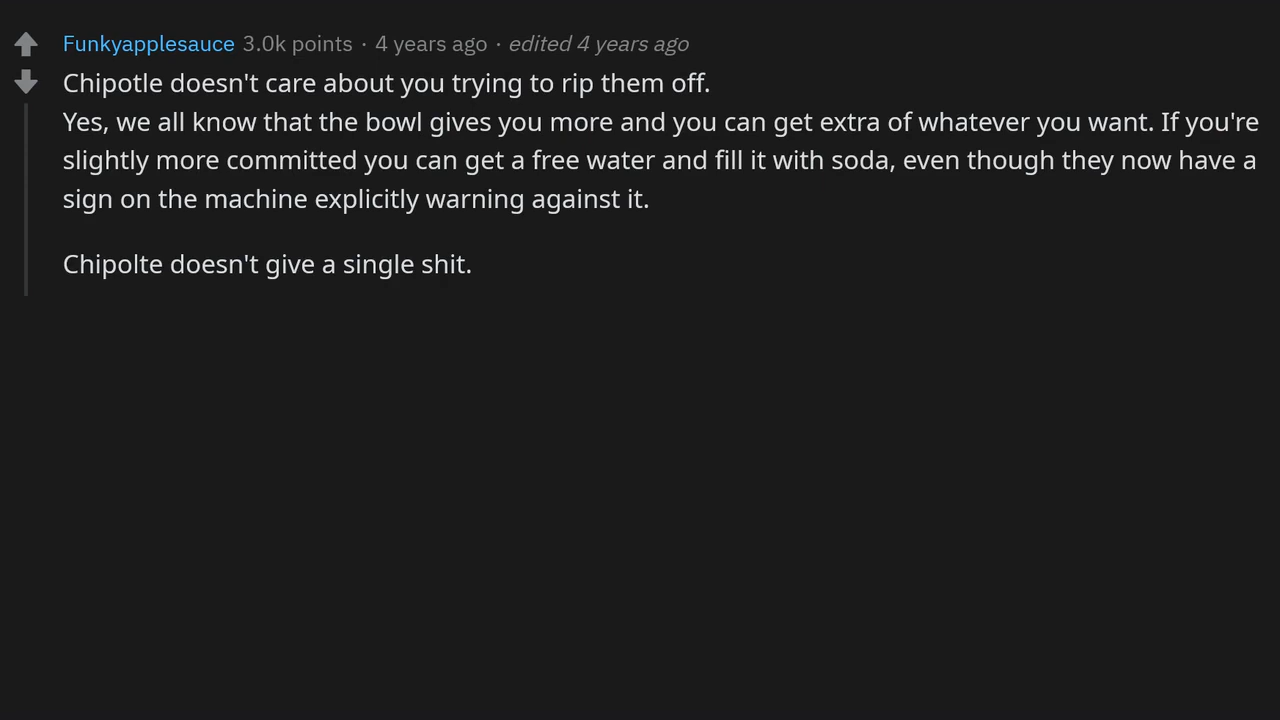 Funkyapplesauce 3.0k points · 4 years ago · edited 4 years ago
Chipotle doesn't care about you trying to rip them off.
Yes, we all know that the bowl gives you more and you can get extra of whatever you want. If you're
slightly more committed you can get a free water and fill it with soda, even though they now have a
sign on the machine explicitly warning against it.
Chipolte doesn't give a single shit.